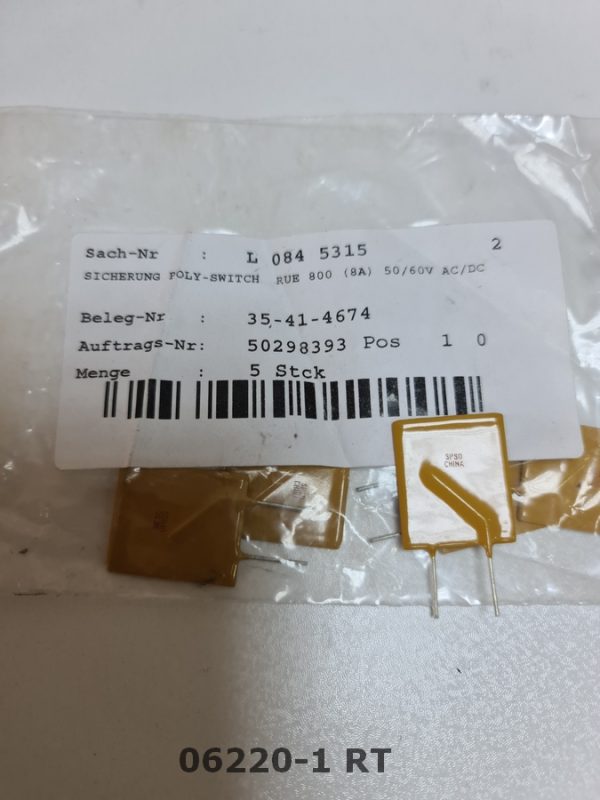 Sach-Nr : L 084 5315 2
SICHERUNG POLY-SWITCH RUE 800 (8A) 50/60V AC/DC
Beleg-Nr : 35-41-4674
Auftrags-Nr: 50298393 Pos 1 0
Menge : 5 Stck
CHINA
06220-1 RT